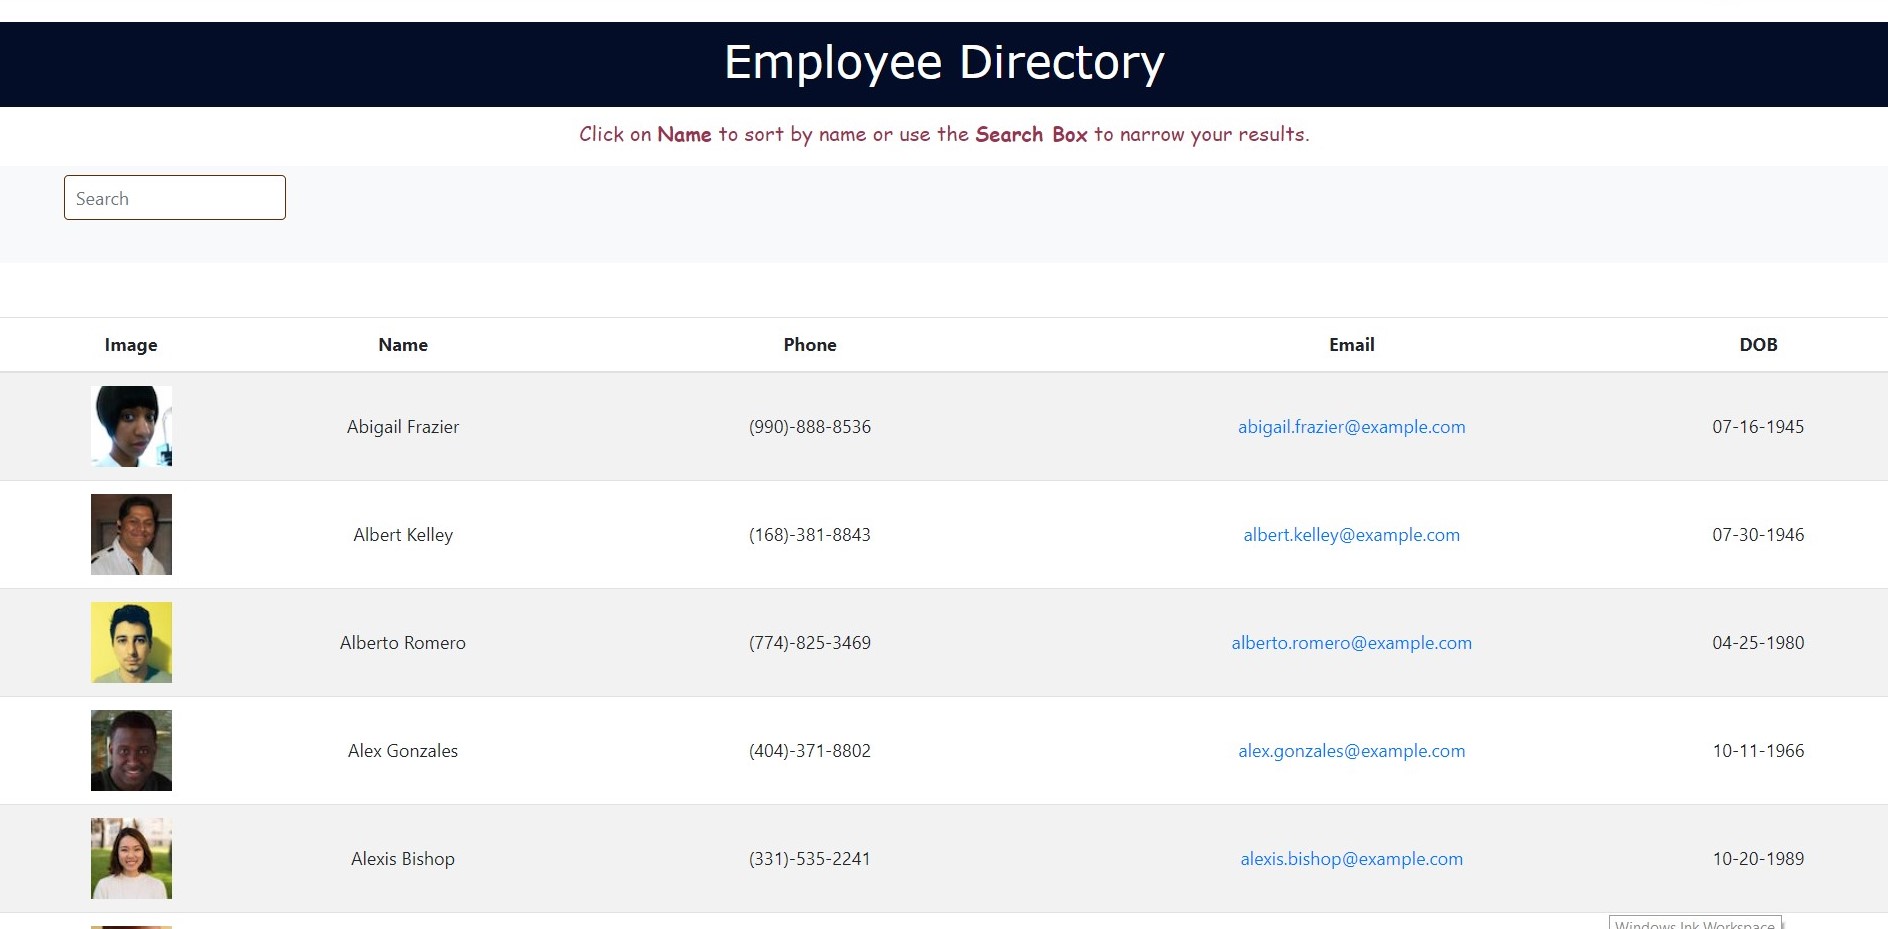 Employee Directory
Click on Name to sort by name or use the Search Box to narrow your results.
Search
Image Name Phone Email DOB
Abigail Frazier (990)-888-8536 abigail.frazier@example.com 07-16-1945
Albert Kelley (168)-381-8843 albert.kelley@example.com 07-30-1946
Alberto Romero (774)-825-3469 alberto.romero@example.com 04-25-1980
Alex Gonzales (404)-371-8802 alex.gonzales@example.com 10-11-1966
Alexis Bishop (331)-535-2241 alexis.bishop@example.com 10-20-1989
Windows Ink Workspace